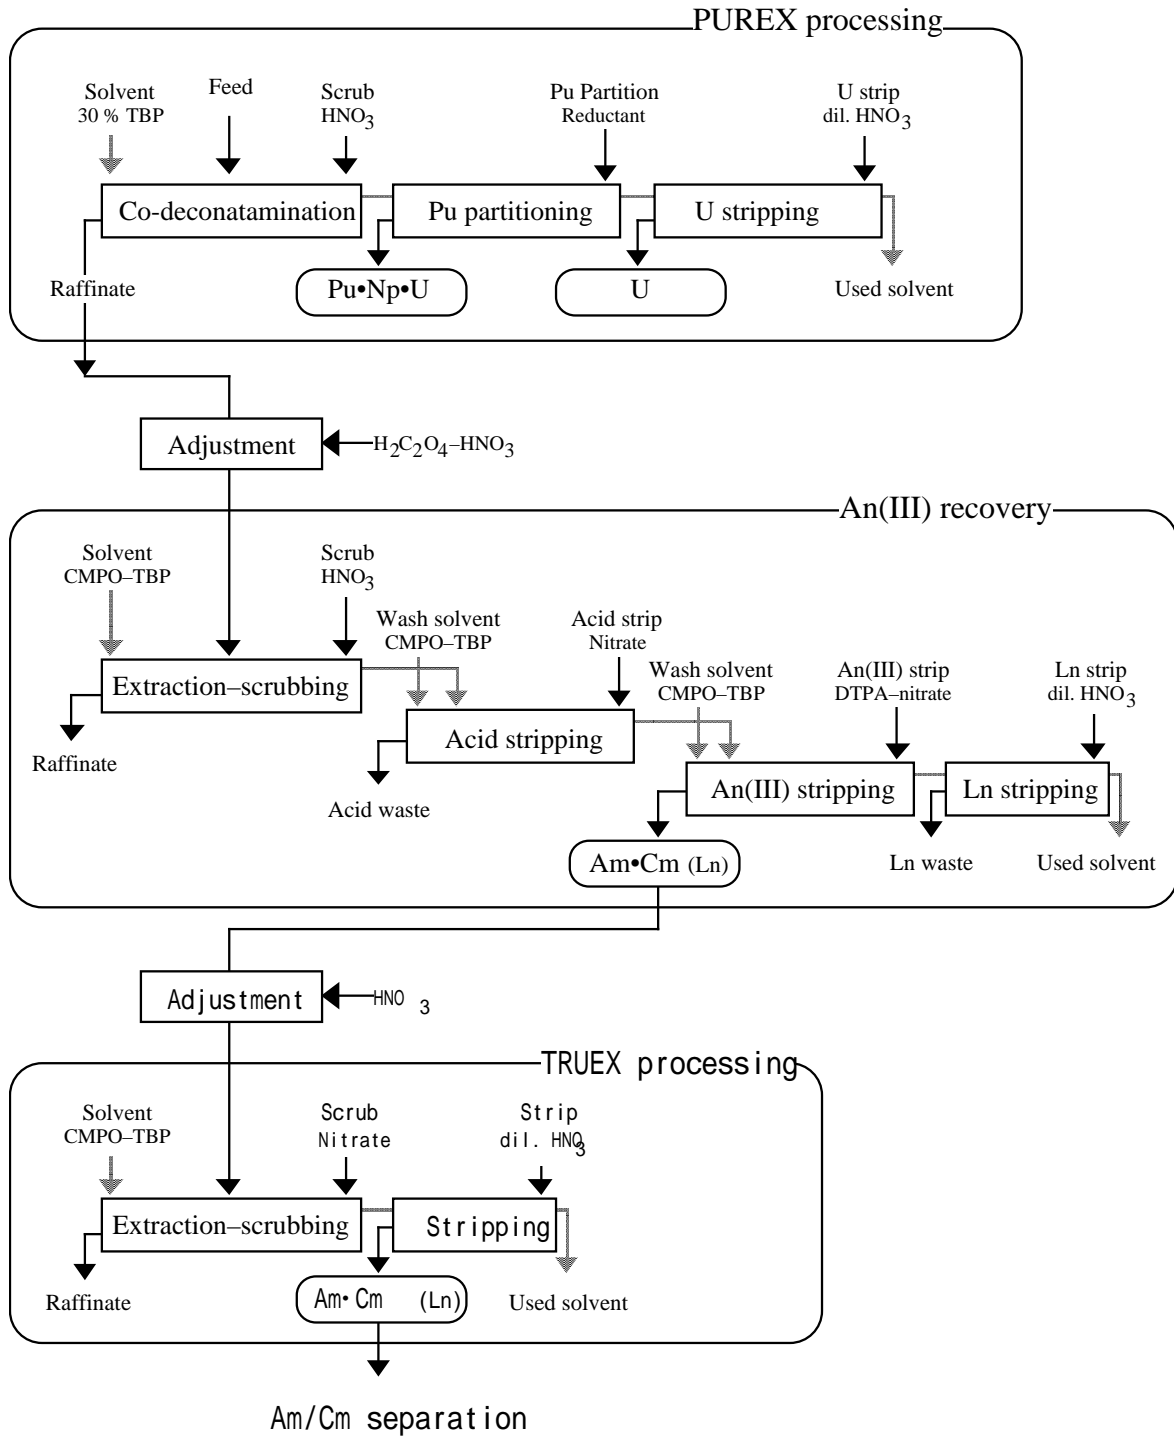 PUREX processing
Solvent
30 % TBP
Feed
Scrub
HNO3
Pu Partition
Reductant
U strip
dil. HNO3
Co-deconatamination
Pu partitioning
U stripping
Raffinate
Pu•Np•U
U
Used solvent
Adjustment
H2C2O4–HNO3
An(III) recovery
Solvent
CMPO–TBP
Scrub
HNO3
Wash solvent
CMPO–TBP
Acid strip
Nitrate
Wash solvent
CMPO–TBP
An(III) strip
DTPA–nitrate
Ln strip
dil. HNO3
Extraction–scrubbing
Acid stripping
An(III) stripping
Ln stripping
Raffinate
Acid waste
Am•Cm (Ln)
Ln waste
Used solvent
Adjustment
HNO 3
TRUEX processing
Solvent
CMPO–TBP
Scrub
Nitrate
Strip
dil. HNO3
Extraction–scrubbing
Stripping
Raffinate
Am•Cm (Ln)
Used solvent
Am/Cm separation